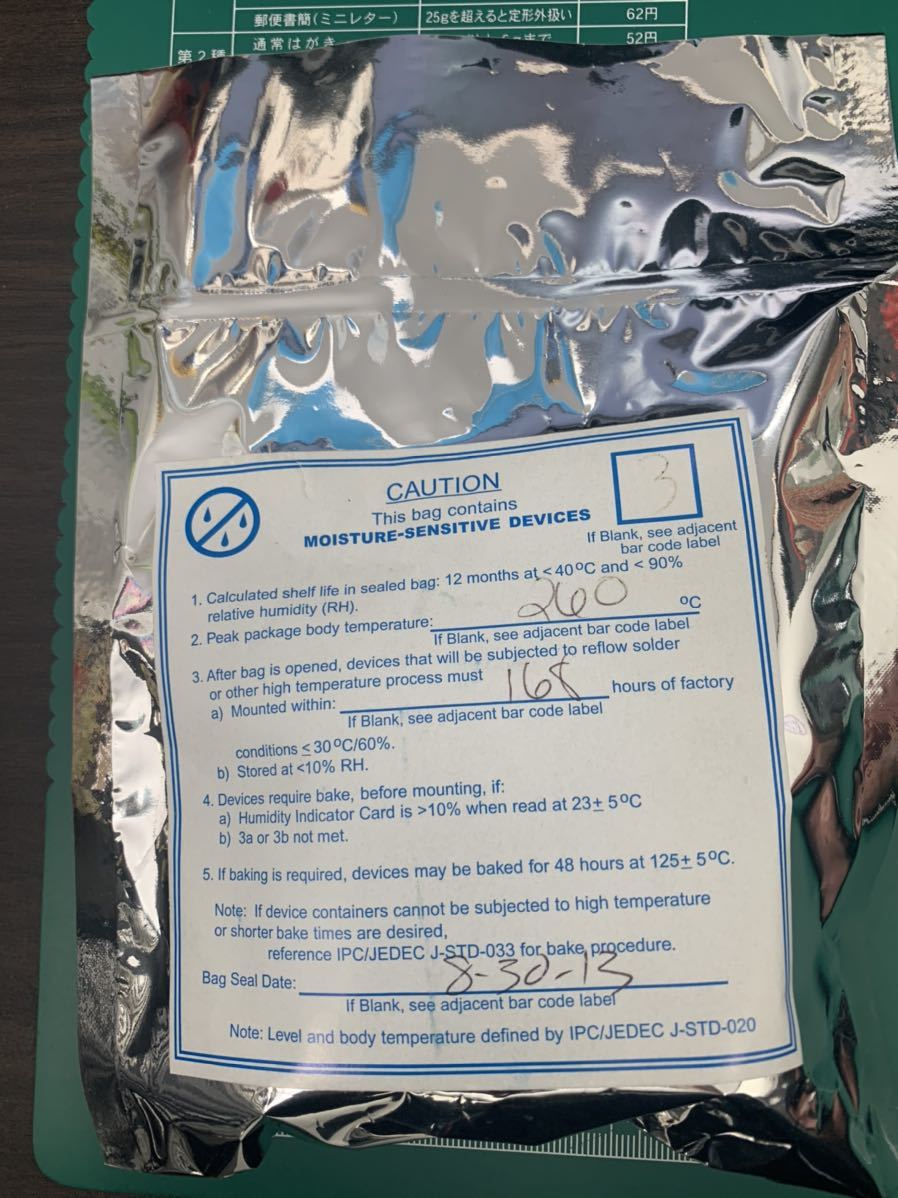 郵便書簡(ミニレター) 25gを超えると定形外扱い 62円
第2種 通常はがき 52円
CAUTION
This bag contains
MOISTURE-SENSITIVE DEVICES
3
If Blank, see adjacent
bar code label
1. Calculated shelf life in sealed bag: 12 months at <40ºC and < 90%
relative humidity (RH).
2. Peak package body temperature: 260 ºC
If Blank, see adjacent bar code label
3. After bag is opened, devices that will be subjected to reflow solder
or other high temperature process must
a) Mounted within: 168 hours of factory
If Blank, see adjacent bar code label
conditions ≤ 30ºC/60%.
b) Stored at <10% RH.
4. Devices require bake, before mounting, if:
a) Humidity Indicator Card is >10% when read at 23± 5ºC
b) 3a or 3b not met.
5. If baking is required, devices may be baked for 48 hours at 125± 5ºC.
Note: If device containers cannot be subjected to high temperature
or shorter bake times are desired,
reference IPC/JEDEC J-STD-033 for bake procedure.
Bag Seal Date: 8-30-13
If Blank, see adjacent bar code label
Note: Level and body temperature defined by IPC/JEDEC J-STD-020